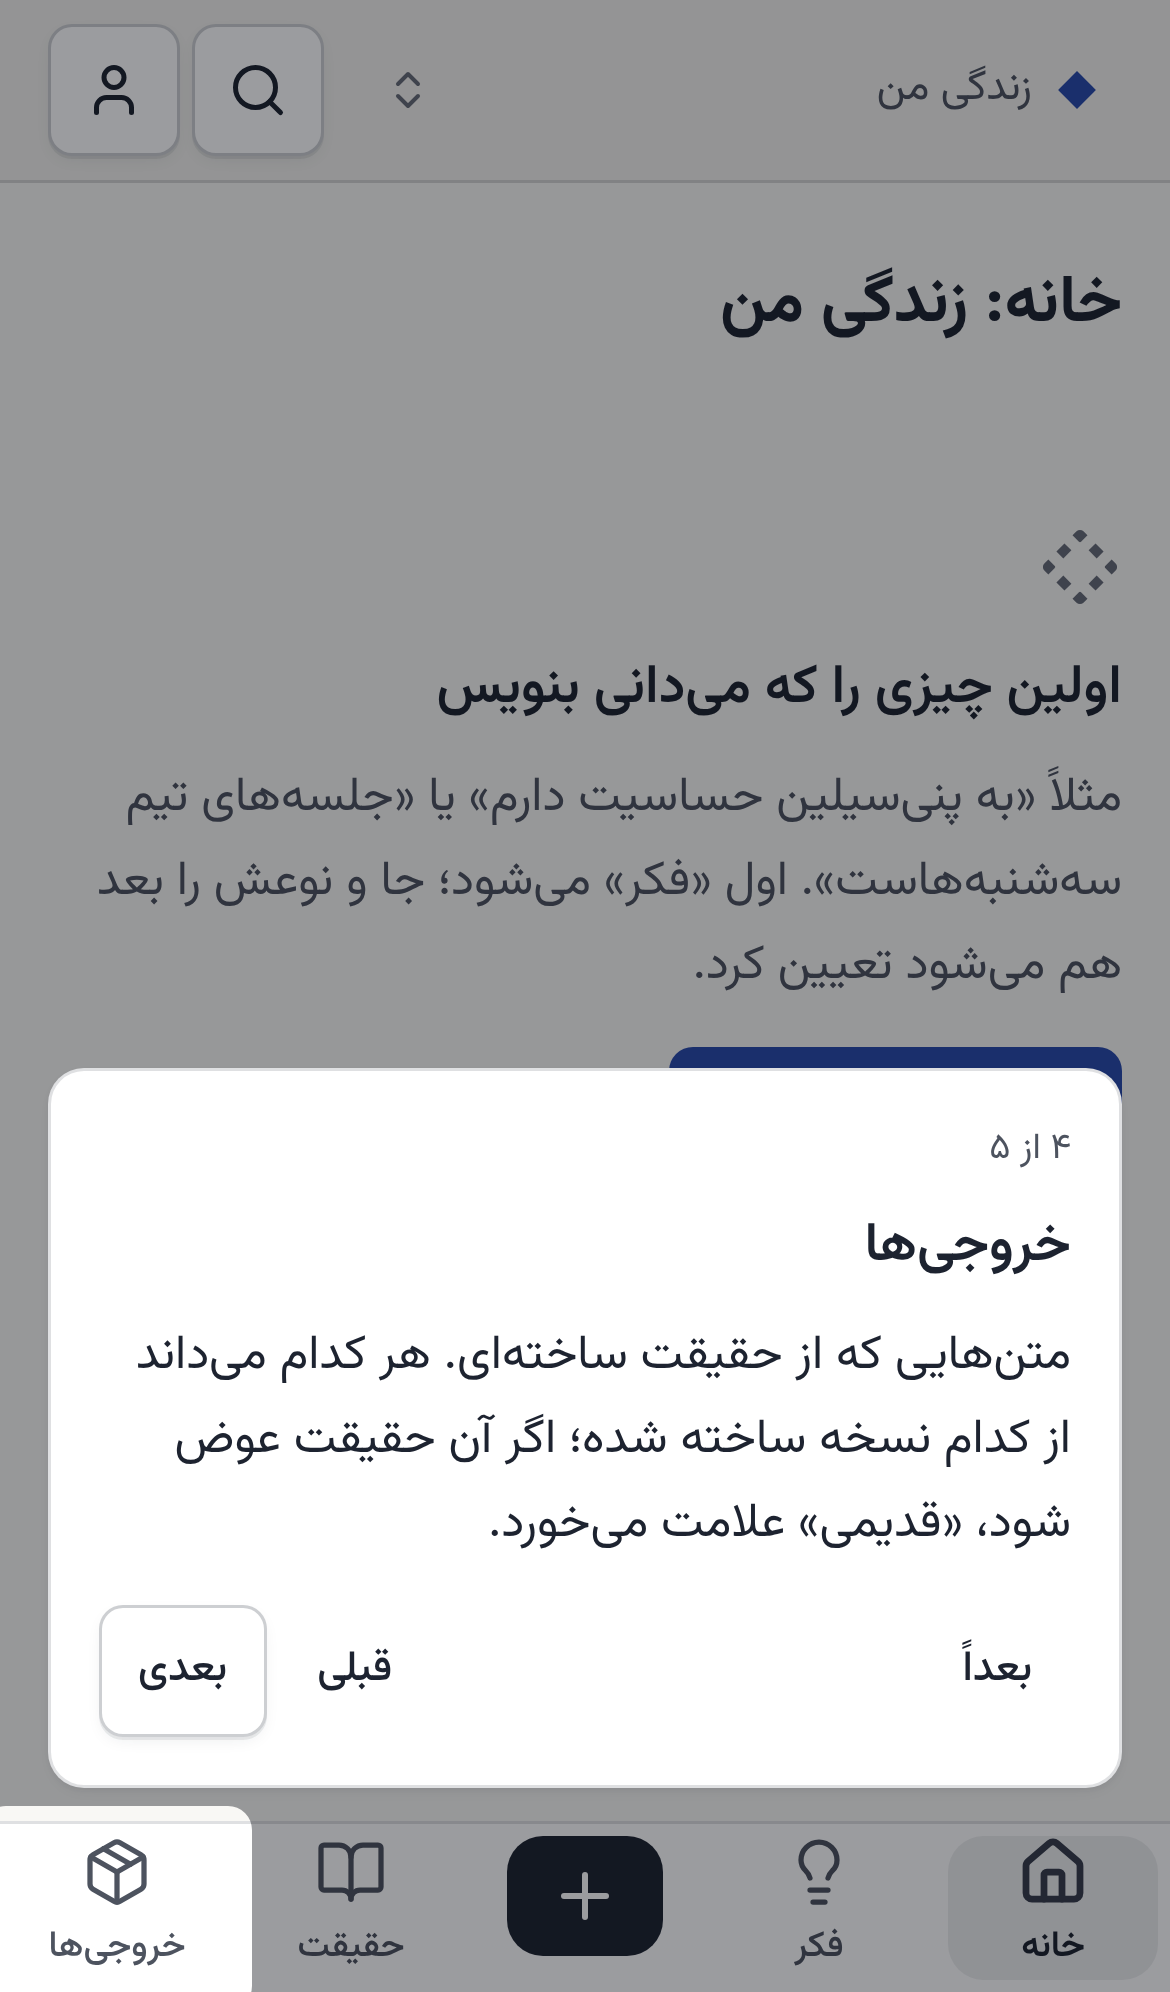 زندگی من
خانه: زندگی من
اولین چیزی را که می‌دانی بنویس
مثلاً «به پنی‌سیلین حساسیت دارم» یا «جلسه‌های تیم
سه‌شنبه‌هاست». اول «فکر» می‌شود؛ جا و نوعش را بعد
هم می‌شود تعیین کرد.
۴ از ۵
خروجی‌ها
متن‌هایی که از حقیقت ساخته‌ای. هر کدام می‌داند
از کدام نسخه ساخته شده؛ اگر آن حقیقت عوض
شود، «قدیمی» علامت می‌خورد.
بعداً
قبلی
بعدی
خانه
فکر
حقیقت
خروجی‌ها